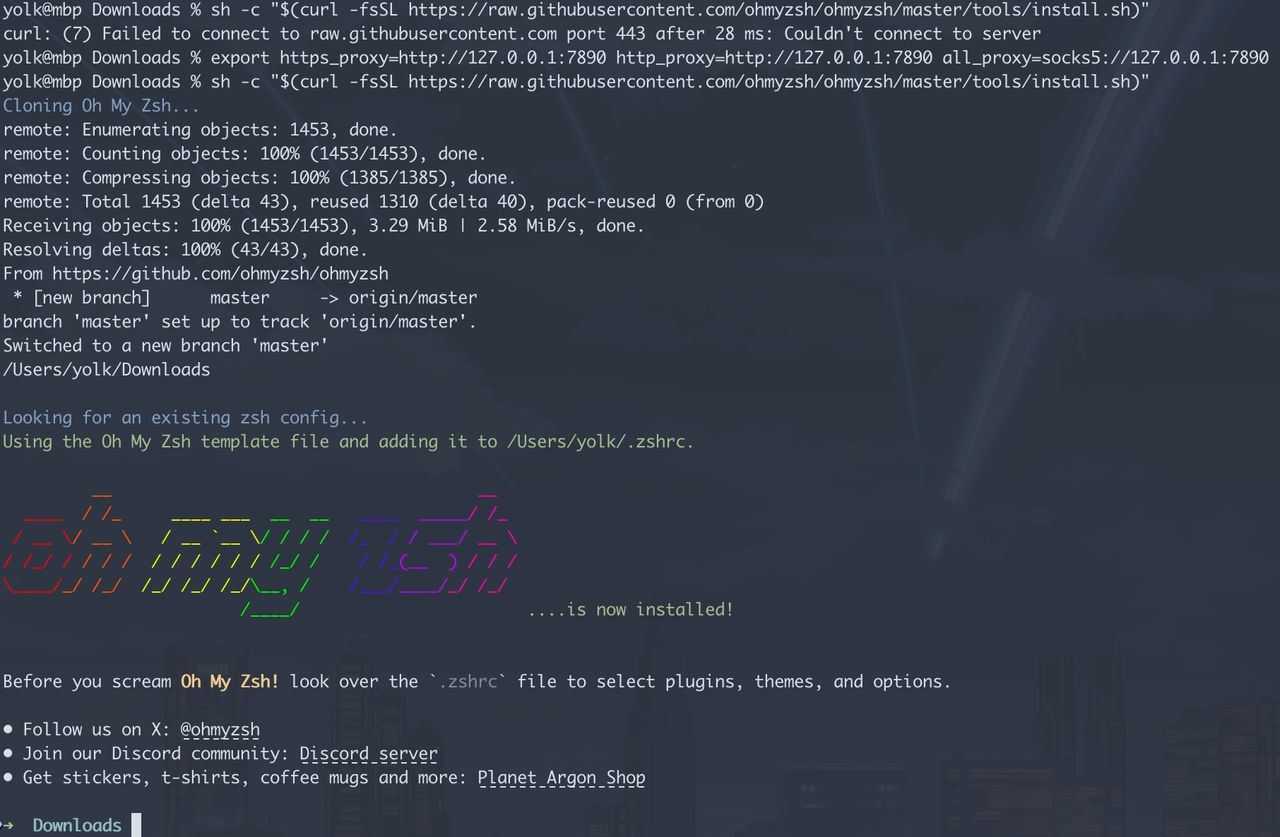 yolk@mbp Downloads % sh -c "$(curl -fsSL https://raw.githubusercontent.com/ohmyzsh/ohmyzsh/master/tools/install.sh)"
curl: (7) Failed to connect to raw.githubusercontent.com port 443 after 28 ms: Couldn't connect to server
yolk@mbp Downloads % export https_proxy=http://127.0.0.1:7890 http_proxy=http://127.0.0.1:7890 all_proxy=socks5://127.0.0.1:7890
yolk@mbp Downloads % sh -c "$(curl -fsSL https://raw.githubusercontent.com/ohmyzsh/ohmyzsh/master/tools/install.sh)"
Cloning Oh My Zsh...
remote: Enumerating objects: 1453, done.
remote: Counting objects: 100% (1453/1453), done.
remote: Compressing objects: 100% (1385/1385), done.
remote: Total 1453 (delta 43), reused 1310 (delta 40), pack-reused 0 (from 0)
Receiving objects: 100% (1453/1453), 3.29 MiB | 2.58 MiB/s, done.
Resolving deltas: 100% (43/43), done.
From https://github.com/ohmyzsh/ohmyzsh
 * [new branch]      master     -> origin/master
branch 'master' set up to track 'origin/master'.
Switched to a new branch 'master'
/Users/yolk/Downloads
Looking for an existing zsh config...
Using the Oh My Zsh template file and adding it to /Users/yolk/.zshrc.
oh my zsh
....is now installed!
Before you scream Oh My Zsh! look over the `.zshrc` file to select plugins, themes, and options.
• Follow us on X: @ohmyzsh
• Join our Discord community: Discord server
• Get stickers, t-shirts, coffee mugs and more: Planet Argon Shop
➜  Downloads